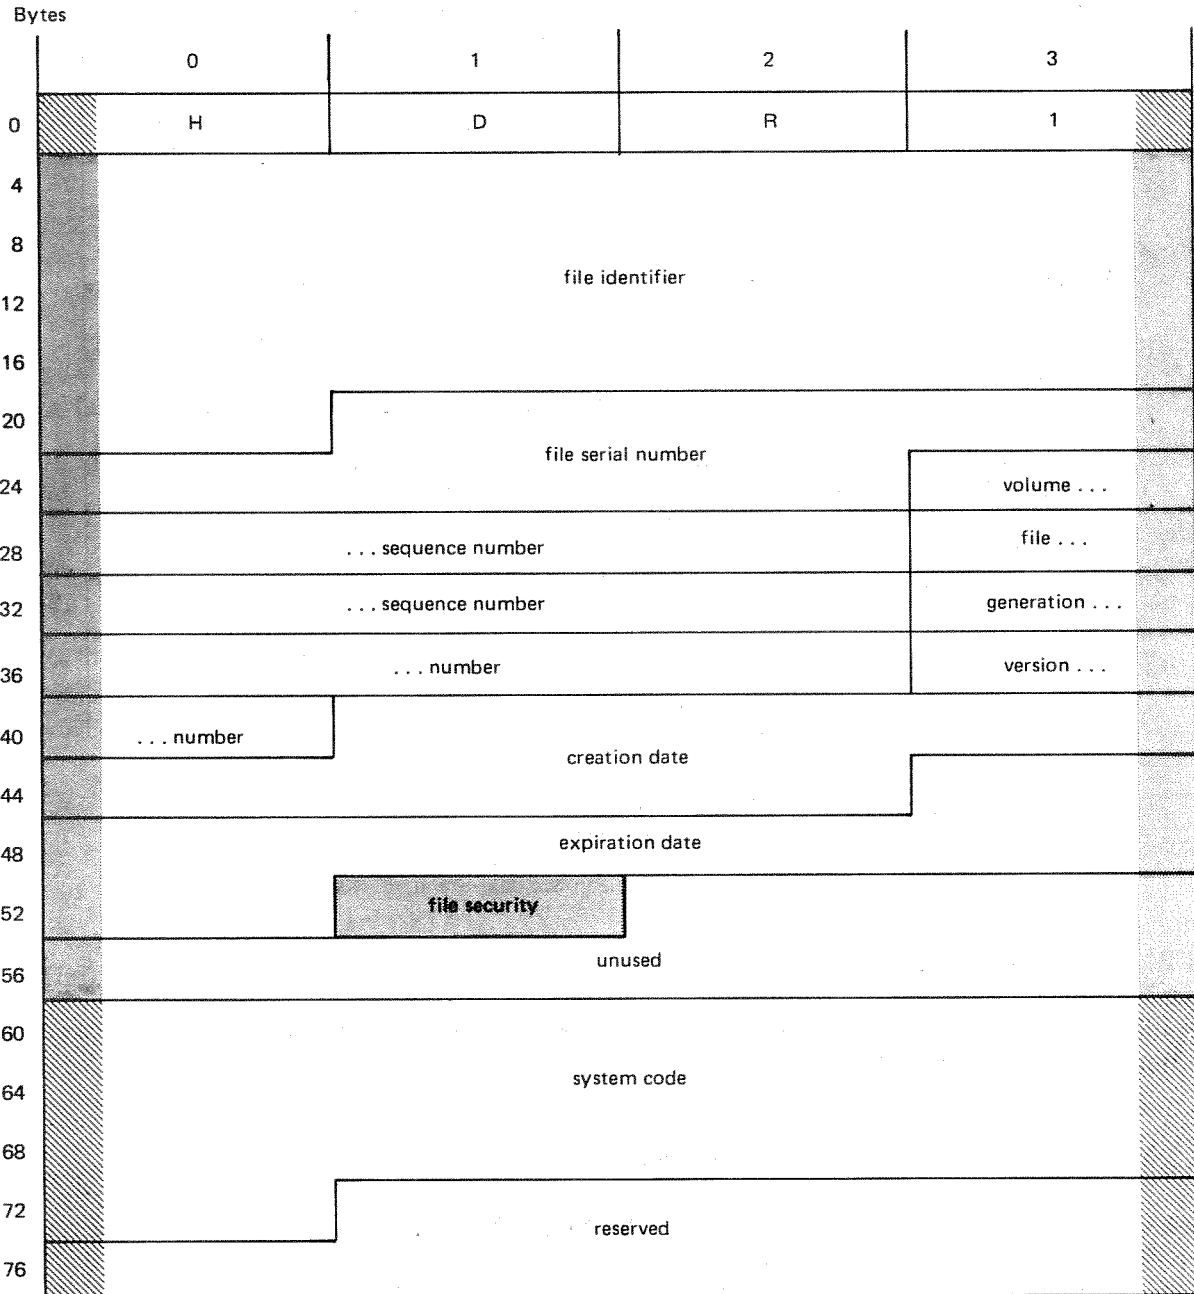 Bytes
0 1 2 3
0 H D R 1
4
8
file identifier
12
16
20
file serial number
24 volume . . .
28 . . . sequence number file . . .
32 . . . sequence number generation . . .
36 . . . number version . . .
40 . . . number
creation date
44
48 expiration date
52 file security
56 unused
60
64 system code
68
72 reserved
76